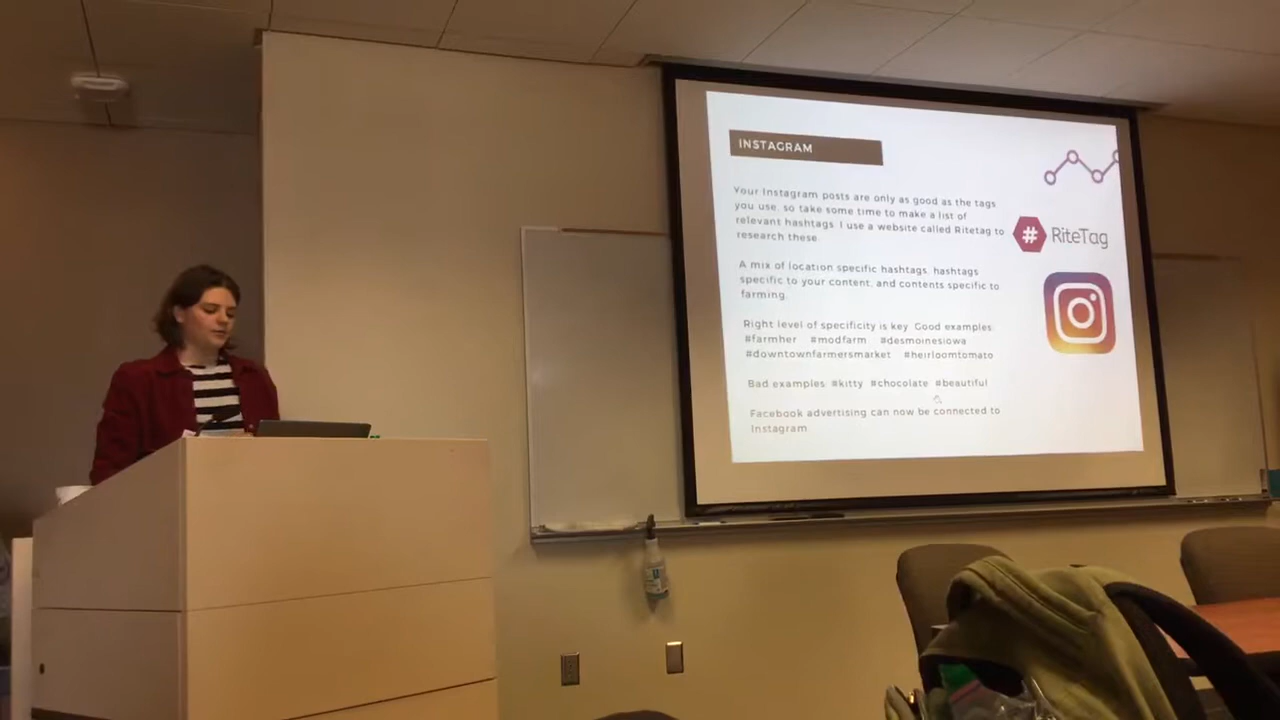 INSTAGRAM
Your Instagram posts are only as good as the tags
you use, so take some time to make a list of
relevant hashtags. I use a website called Ritetag to
research these.
# RiteTag
A mix of location specific hashtags, hashtags
specific to your content, and contents specific to
farming.
Right level of specificity is key. Good examples:
#farmher #modfarm #desmoinesiowa
#downtownfarmersmarket #heirloomtomato
Bad examples: #kitty #chocolate #beautiful
Facebook advertising can now be connected to
Instagram